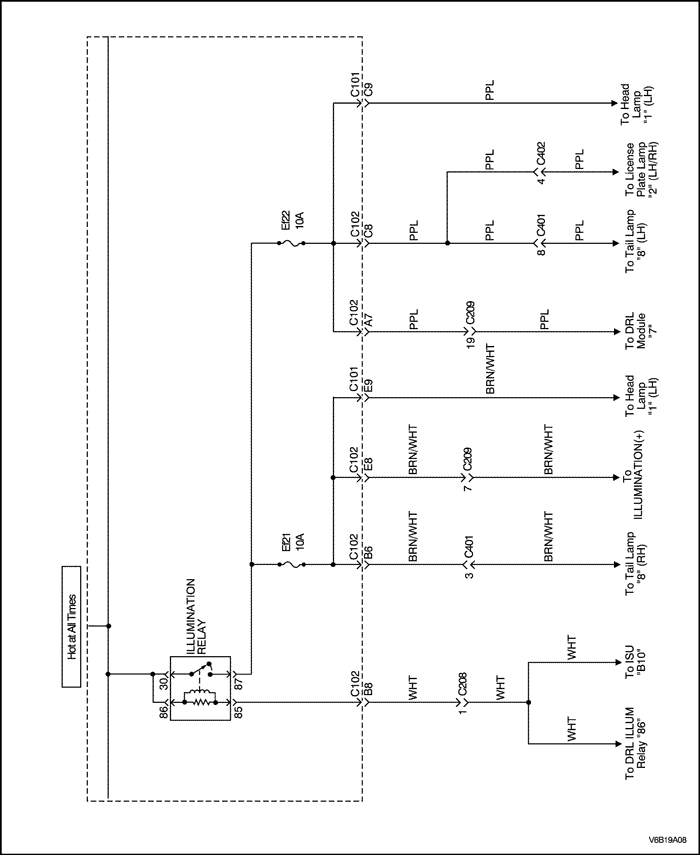 Hot at All Times
ILLUMINATION
RELAY
30
86
87
85
Ef22
10A
Ef21
10A
C101
C9
C102
C8
C102
A7
C101
E9
C102
E8
C102
B6
C102
B8
PPL
PPL
PPL
PPL
4 C402
PPL
PPL
8 C401
PPL
PPL
19 C209
PPL
BRN/WHT
BRN/WHT
7 C209
BRN/WHT
BRN/WHT
3 C401
BRN/WHT
WHT
1 C208
WHT
WHT
WHT
To Head
Lamp
"1" (LH)
To License
Plate Lamp
"2" (LH/RH)
To Tail Lamp
"8" (LH)
To DRL
Module
"7"
To Head
Lamp
"1" (LH)
To
ILLUMINATION(+)
To Tail Lamp
"8" (RH)
To ISU
"B10"
To DRL ILLUM
Relay "86"
V6B19A08